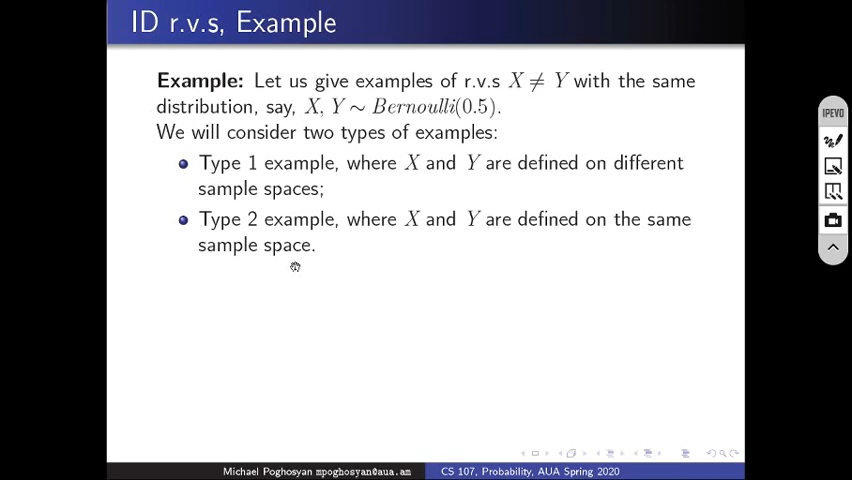 ID r.v.s, Example
Example: Let us give examples of r.v.s X ≠ Y with the same
distribution, say, X, Y ∼ Bernoulli(0.5).
We will consider two types of examples:
Type 1 example, where X and Y are defined on different
sample spaces;
Type 2 example, where X and Y are defined on the same
sample space.
IPEVO
Michael Poghosyan mpoghosyan@aua.am CS 107, Probability, AUA Spring 2020